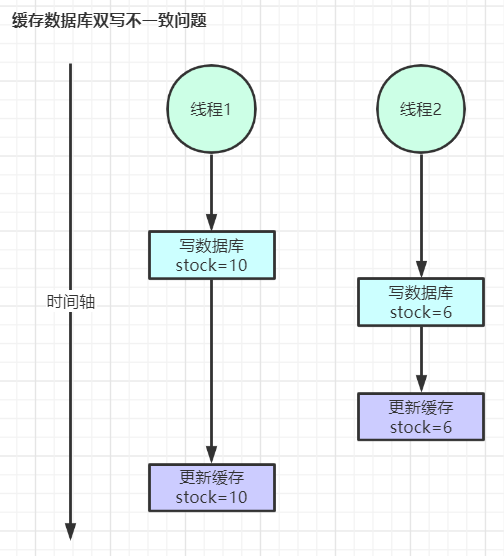 缓存数据库双写不一致问题
线程1
线程2
写数据库
stock=10
写数据库
stock=6
时间轴
更新缓存
stock=6
更新缓存
stock=10